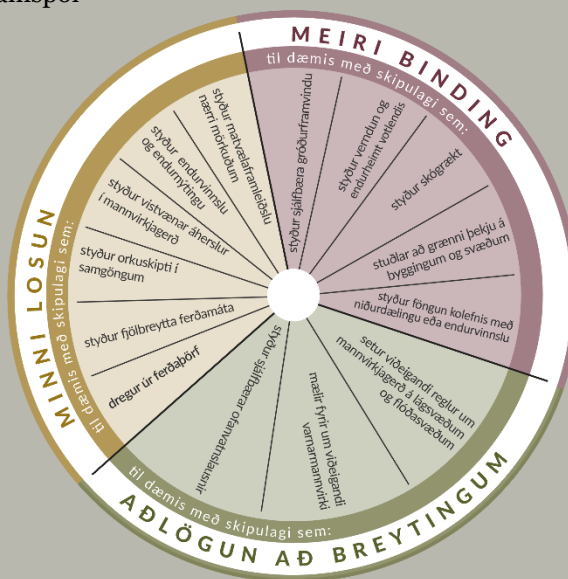 MEIRI BINDING
til dæmis með skipulagi sem:
styður sjálfbæra gróðurframvindu
styður verndun og
endurheimt votlendis
styður skógrækt
stuðlar að grænni þekju á
byggingum og svæðum
styður föngun kolefnis með
niðurdælingu eða endurvinnslu
AÐLÖGUN AÐ BREYTINGUM
til dæmis með skipulagi sem:
setur viðeigandi reglur um
mannvirkjagerð á lágsvæðum
og flóðasvæðum
mælir fyrir um viðeigandi
varnarmannvirki
styður sjálfbærar ofanvatnslausnir
MINNI LOSUN
til dæmis með skipulagi sem:
dregur úr ferðaþörf
styður fjölbreytta ferðamáta
styður orkuskipti í
samgöngum
styður vistvænar áherslur
í mannvirkjagerð
styður endurvinnslu
og endurnýtingu
styður matvælaframleiðslu
nærri mörkuðum